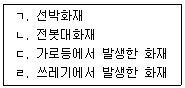 ㄱ. 선박화재
ㄴ. 전봇대화재
ㄷ. 가로등에서 발생한 화재
ㄹ. 쓰레기에서 발생한 화재